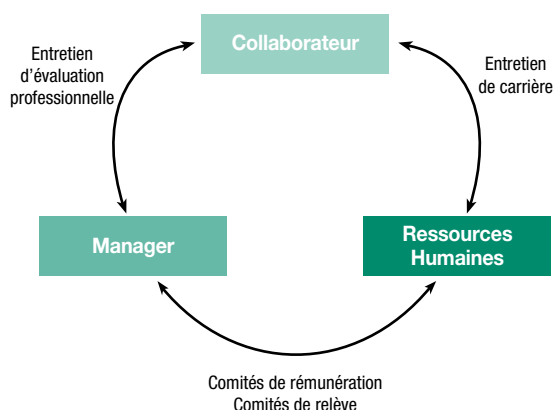 Collaborateur
Entretien
d'évaluation
professionnelle
Entretien
de carrière
Manager
Ressources
Humaines
Comités de rémunération
Comités de relève